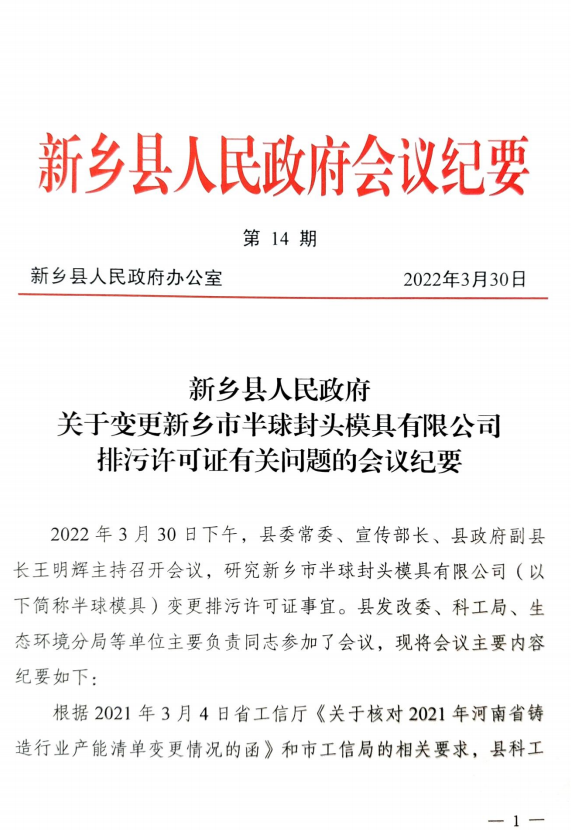 新乡县人民政府会议纪要
第 14 期
新乡县人民政府办公室 2022年3月30日
新乡县人民政府
关于变更新乡市半球封头模具有限公司
排污许可证有关问题的会议纪要
2022 年 3 月 30 日下午，县委常委、宣传部长、县政府副县
长王明辉主持召开会议，研究新乡市半球封头模具有限公司（以
下简称半球模具）变更排污许可证事宜。县发改委、科工局、生
态环境分局等单位主要负责同志参加了会议，现将会议主要内容
纪要如下：
根据 2021 年 3 月 4 日省工信厅《关于核对 2021 年河南省铸
造行业产能清单变更情况的函》和市工信局的相关要求，县科工
— 1 —